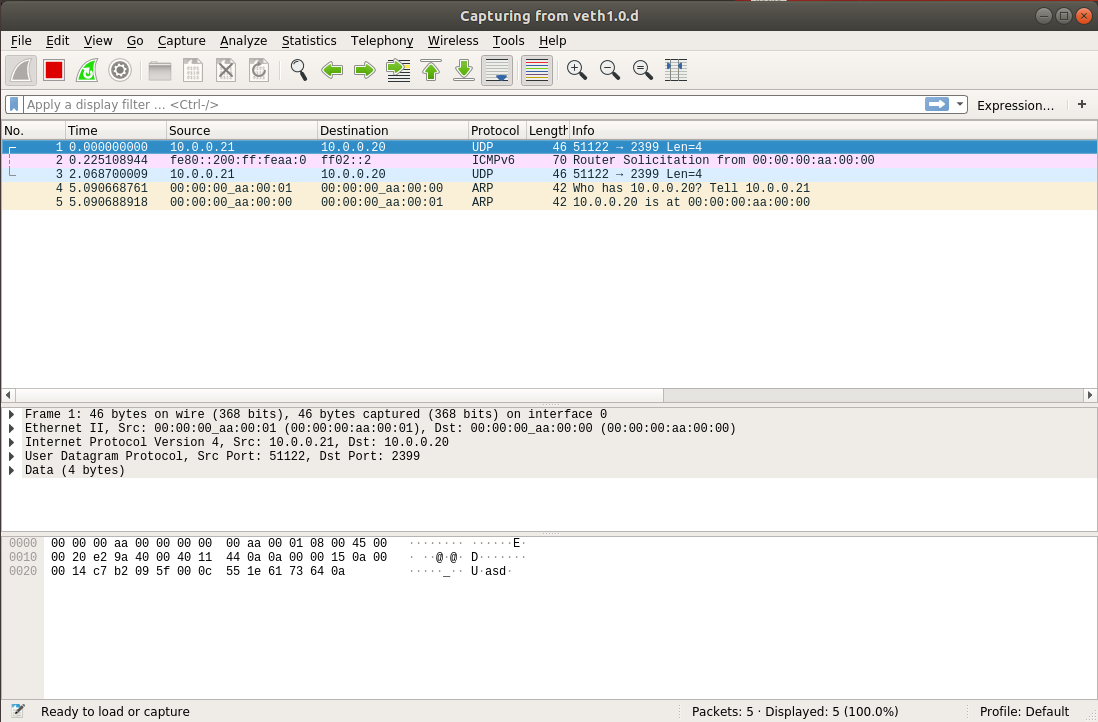 Capturing from veth1.0.d
File Edit View Go Capture Analyze Statistics Telephony Wireless Tools Help
Apply a display filter ... <Ctrl-/> Expression... +
No. Time Source Destination Protocol Length Info
1 0.000000000 10.0.0.21 10.0.0.20 UDP 46 51122 → 2399 Len=4
2 0.225108944 fe80::200:ff:feaa:0 ff02::2 ICMPv6 70 Router Solicitation from 00:00:00:aa:00:00
3 2.068700009 10.0.0.21 10.0.0.20 UDP 46 51122 → 2399 Len=4
4 5.090668761 00:00:00_aa:00:01 00:00:00_aa:00:00 ARP 42 Who has 10.0.0.20? Tell 10.0.0.21
5 5.090688918 00:00:00_aa:00:00 00:00:00_aa:00:01 ARP 42 10.0.0.20 is at 00:00:00:aa:00:00
Frame 1: 46 bytes on wire (368 bits), 46 bytes captured (368 bits) on interface 0
Ethernet II, Src: 00:00:00_aa:00:01 (00:00:00:aa:00:01), Dst: 00:00:00_aa:00:00 (00:00:00:aa:00:00)
Internet Protocol Version 4, Src: 10.0.0.21, Dst: 10.0.0.20
User Datagram Protocol, Src Port: 51122, Dst Port: 2399
Data (4 bytes)
0000 00 00 00 aa 00 00 00 00 00 aa 00 01 08 00 45 00 ········ ······E·
0010 00 20 e2 9a 40 00 40 11 44 0a 0a 00 00 15 0a 00 · ··@·@· D·······
0020 00 14 c7 b2 09 5f 00 0c 55 1e 61 73 64 0a ·····_·· U·asd·
Ready to load or capture Packets: 5 · Displayed: 5 (100.0%) Profile: Default